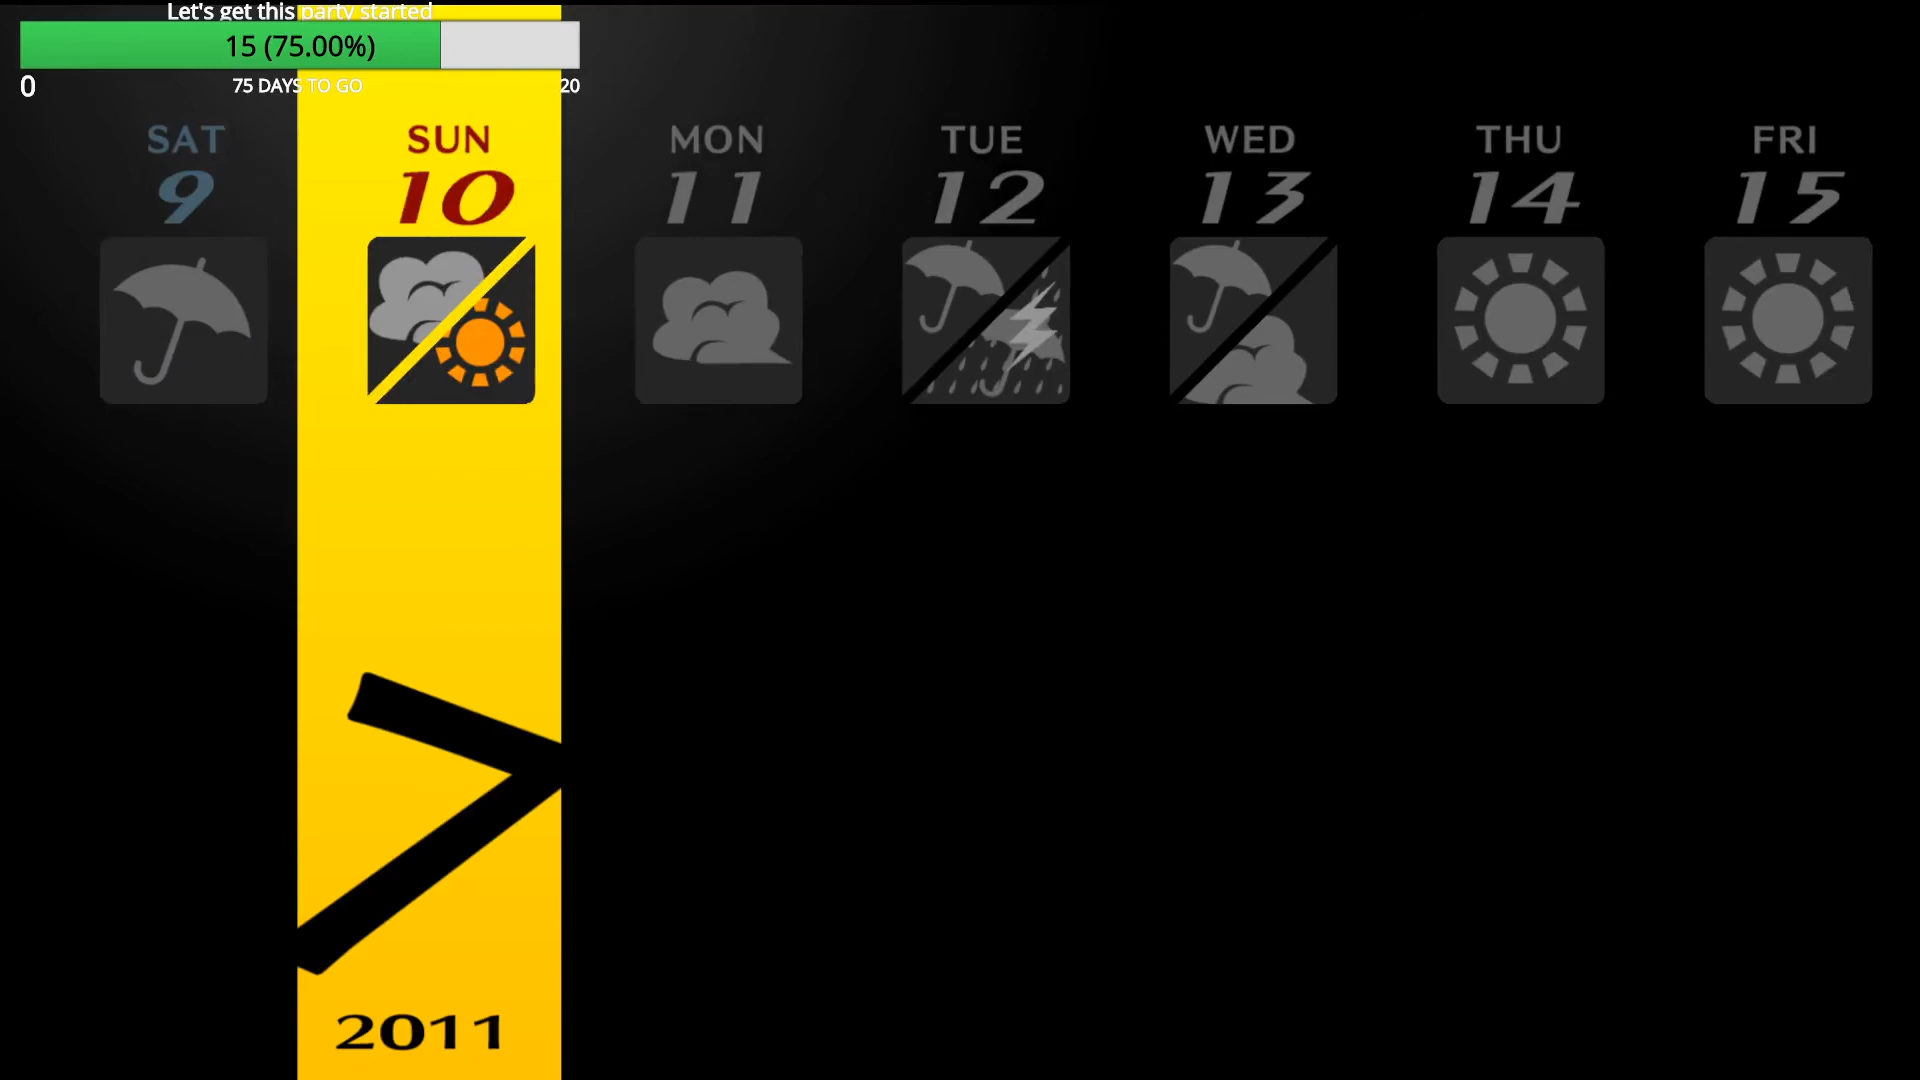 Let's get this party started
15 (75.00%)
0 75 DAYS TO GO 20
SAT SUN MON TUE WED THU FRI
9 10 11 12 13 14 15
7
2011